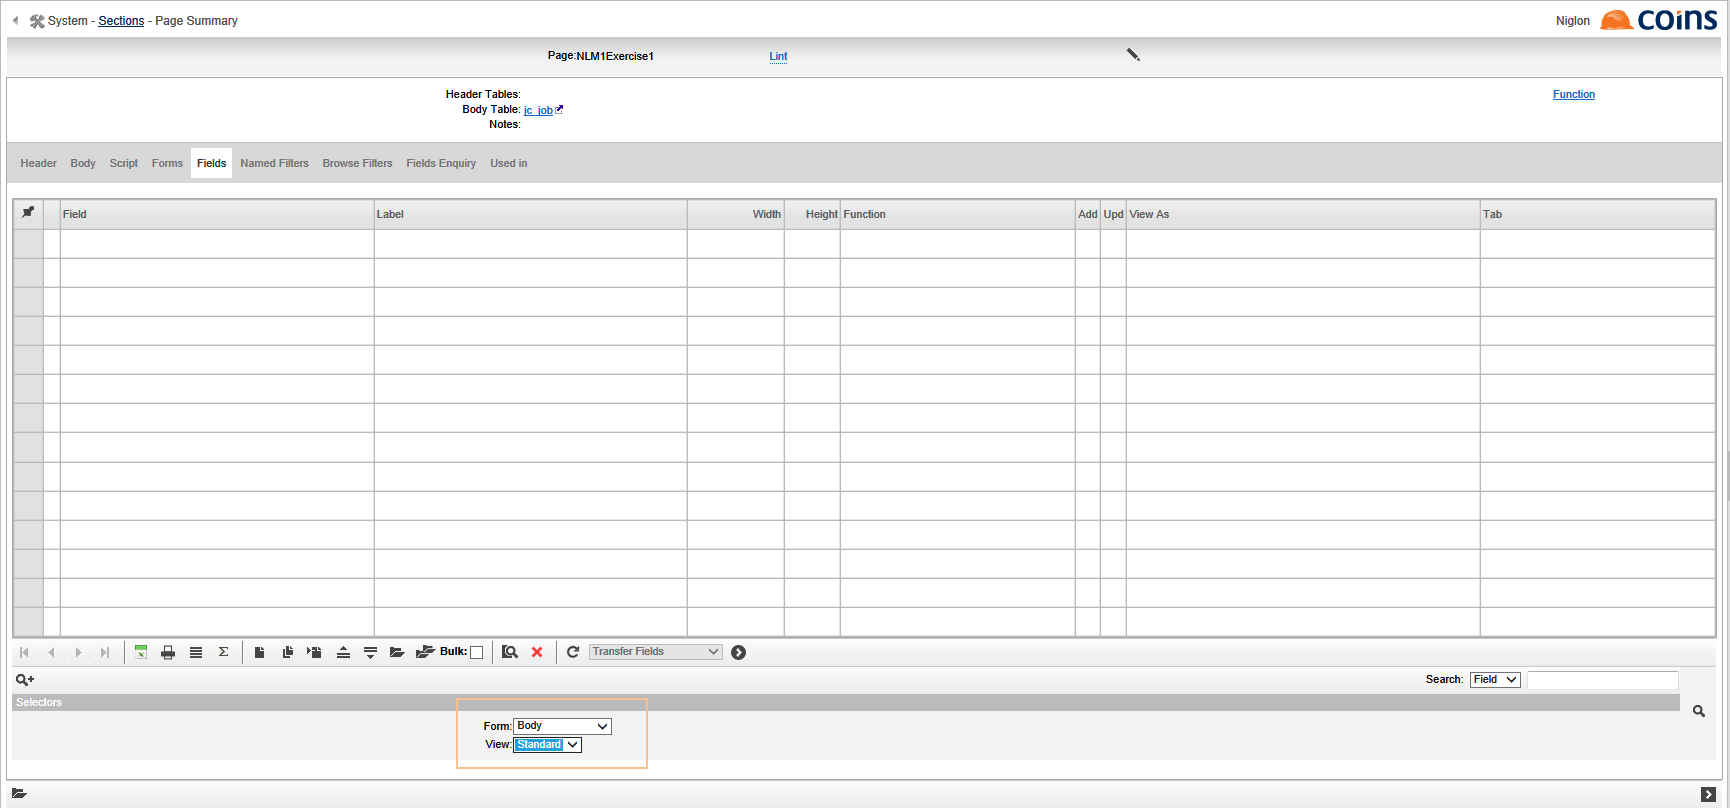 System - Sections - Page Summary
Niglon
coins
Page:NLM1Exercise1
Lint
Header Tables:
Function
Body Table: jc_job
Notes:
Header Body Script Forms Fields Named Filters Browse Filters Fields Enquiry Used in
Field Label Width Height Function Add Upd View As Tab
Bulk:
Transfer Fields
Search: Field
Selectors
Form: Body
View: Standard